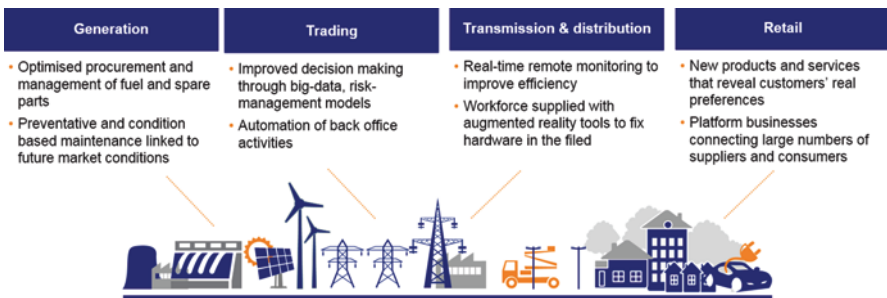 Generation
• Optimised procurement and
management of fuel and spare
parts
• Preventative and condition
based maintenance linked to
future market conditions
Trading
• Improved decision making
through big-data, risk-
management models
• Automation of back office
activities
Transmission & distribution
• Real-time remote monitoring to
improve efficiency
• Workforce supplied with
augmented reality tools to fix
hardware in the filed
Retail
• New products and services
that reveal customers' real
preferences
• Platform businesses
connecting large numbers of
suppliers and consumers